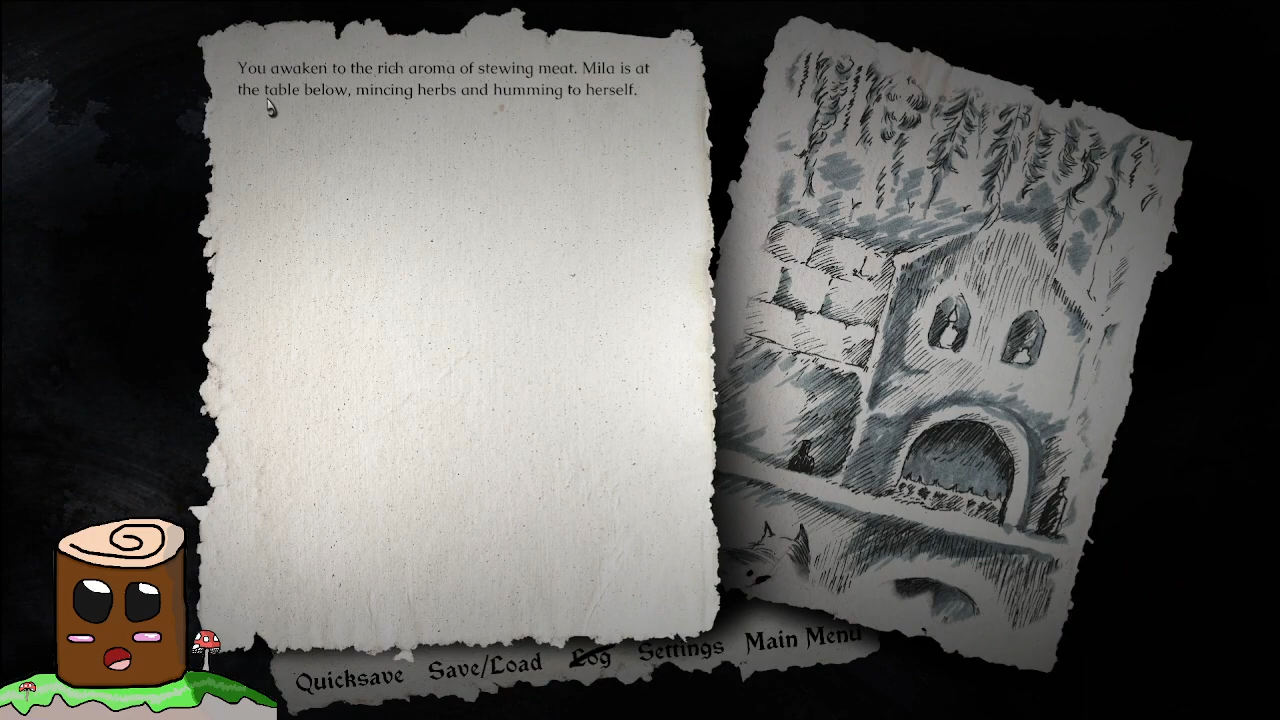 You awaken to the rich aroma of stewing meat. Mila is at
the table below, mincing herbs and humming to herself.
Quicksave
Save/Load
Log
Settings
Main Menu